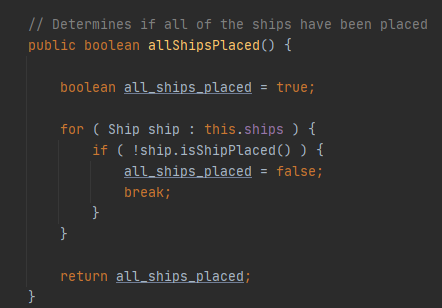 // Determines if all of the ships have been placed
public boolean allShipsPlaced() {
boolean all_ships_placed = true;
for ( Ship ship : this.ships ) {
if ( !ship.isShipPlaced() ) {
all_ships_placed = false;
break;
}
}
return all_ships_placed;
}